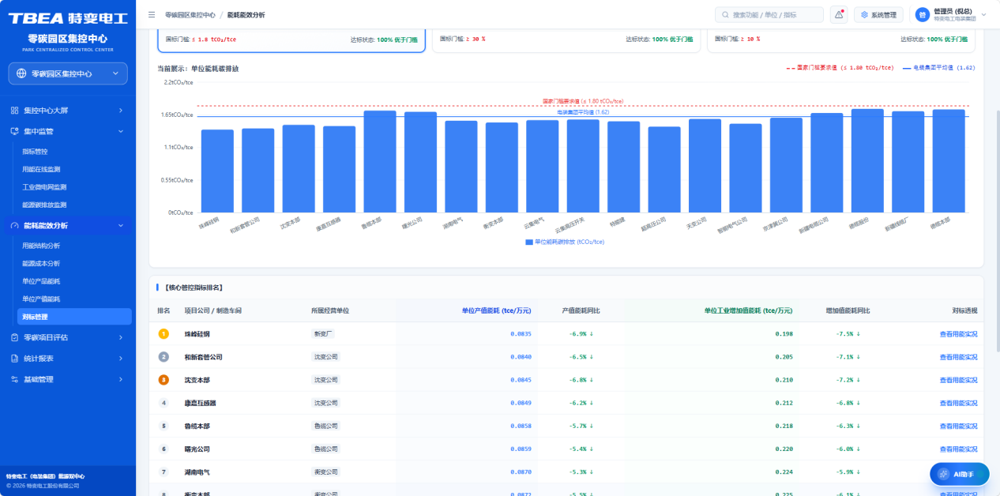 TBEA 特变电工
零碳园区集控中心
PARK CENTRALIZED CONTROL CENTER
零碳园区集控中心
集控中心大屏
集中监管
指标管控
用能在线监测
工业微电网监测
能源碳排放监测
能耗能效分析
用能结构分析
能源成本分析
单位产品能耗
单位产值能耗
对标管理
零碳项目评估
统计报表
基础管理
特变电工（电装集团）能源双中心
© 2026 特变电工股份有限公司
零碳园区集控中心 / 能耗能效分析
搜索功能 / 单位 / 指标
系统管理
管
管理员 (倪总)
特变电工电装集团
国标门槛: ≤ 1.8 tCO₂/tce 达标状态: 100% 优于门槛
国标门槛: ≥ 30 % 达标状态: 100% 优于门槛
国标门槛: ≥ 10 % 达标状态: 100% 优于门槛
当前展示: 单位能耗碳排放
国家门槛要求值 (≤ 1.80 tCO₂/tce) 电装集团平均值 (1.62)
2.2tCO₂/tce
国家门槛要求值 (≤ 1.80 tCO₂/tce)
电装集团平均值 (1.62)
1.65tCO₂/tce
1.1tCO₂/tce
0.55tCO₂/tce
0tCO₂/tce
珠峰硅钢 和新套管公司 沈变本部 康嘉互感器 鲁缆本部 曙光公司 湖南电气 衡变本部 云集电气 云集高压开关 特能建 超高压公司 天变公司 智能电气公司 京津冀公司 新疆电缆公司 德缆股份 新疆线缆厂 德缆本部
单位能耗碳排放 (tCO₂/tce)
【核心管控指标排名】
排名 项目公司 / 制造车间 所属经营单位 单位产值能耗 (tce/万元) 产值能耗同比 单位工业增加值能耗 (tce/万元) 增加值能耗同比 对标透视
1 珠峰硅钢 新变厂 0.0835 -6.9% ↓ 0.198 -7.5% ↓ 查看用能实况
2 和新套管公司 沈变公司 0.0840 -6.5% ↓ 0.205 -7.1% ↓ 查看用能实况
3 沈变本部 沈变公司 0.0845 -6.8% ↓ 0.210 -7.2% ↓ 查看用能实况
4 康嘉互感器 沈变公司 0.0849 -6.2% ↓ 0.212 -6.8% ↓ 查看用能实况
5 鲁缆本部 鲁缆公司 0.0858 -5.7% ↓ 0.218 -6.3% ↓ 查看用能实况
6 曙光公司 鲁缆公司 0.0859 -5.4% ↓ 0.220 -6.0% ↓ 查看用能实况
7 湖南电气 衡变公司 0.0870 -5.3% ↓ 0.224 -5.9% ↓ 查看用能实况
8 衡变本部 衡变公司 0.0872 -5.5% ↓ 0.225 -6.1% ↓ 查看用能实况
AI助手